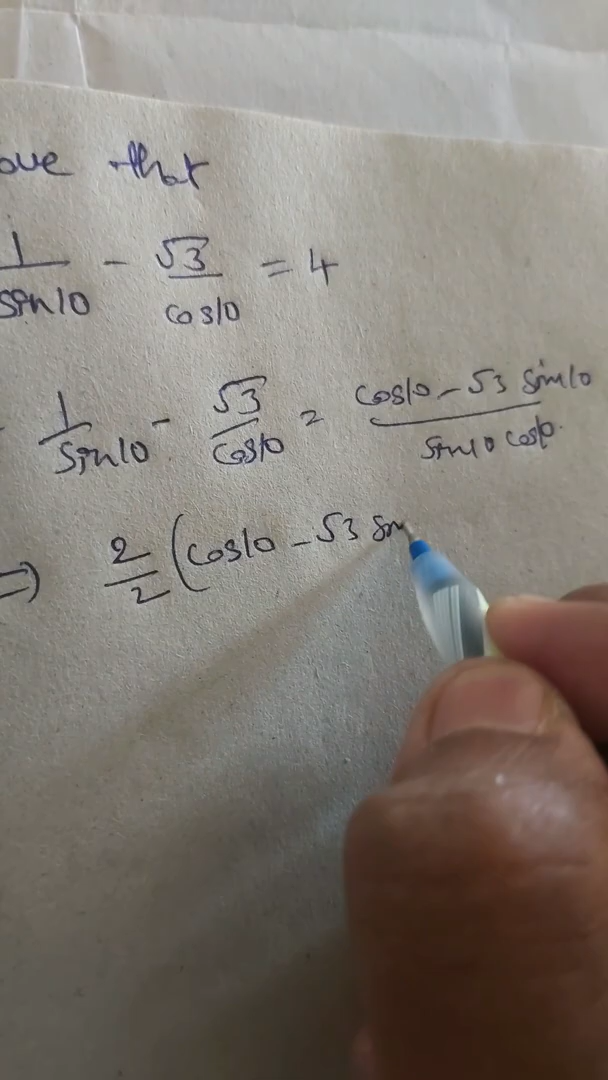 ove that
1/sin10 - √3/cos10 = 4
1/sin10 - √3/cos10 = cos10 - √3 sin10 / sin10 cos10.
=) 2/2 (cos10 - √3 sin